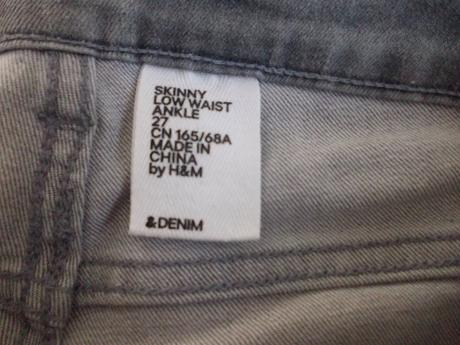 SKINNY
LOW WAIST
ANKLE
27
CN 165/68A
MADE IN
CHINA
by H&M
&DENIM